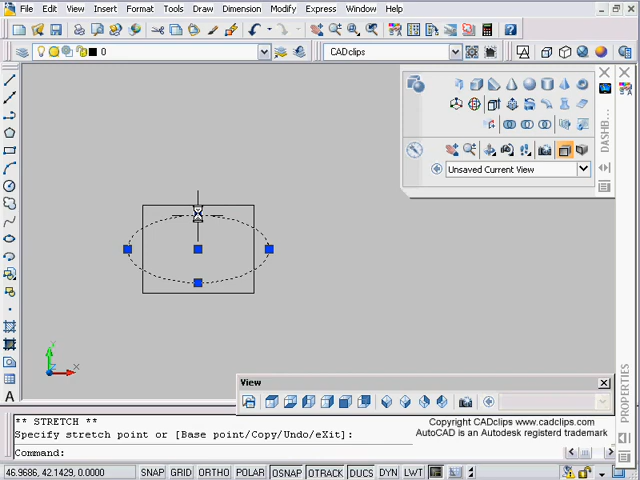 File Edit View Insert Format Tools Draw Dimension Modify Express Window Help
0
CADclips
DASHB...
Unsaved Current View
X
View
PROPERTIES
A
** STRETCH **
Specify stretch point or [Base point/Copy/Undo/eXit]:
Copyright CADclips www.cadclips.com
AutoCAD is an Autodesk registerd trademark
Command:
46.9686, 42.1429, 0.0000 SNAP GRID ORTHO POLAR OSNAP OTRACK DUCS DYN LWT